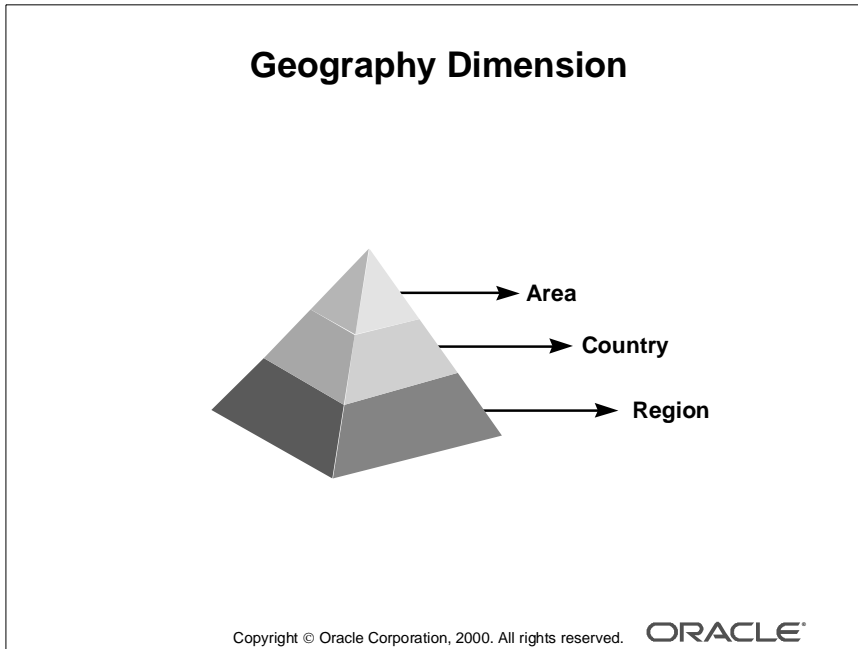 Geography Dimension
Area
Country
Region
Copyright © Oracle Corporation, 2000. All rights reserved. ORACLE®